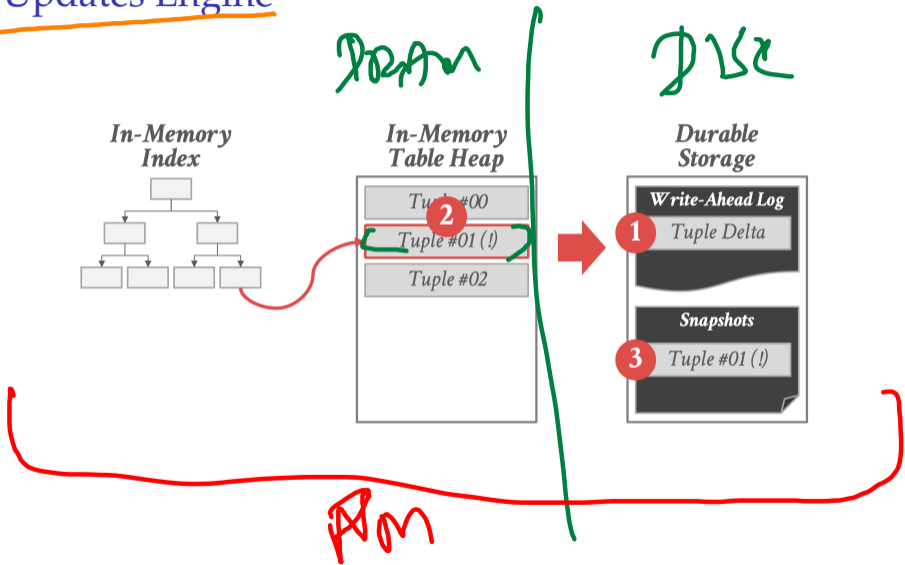 Updates Engine
DRAM
DISK
In-Memory
Index
In-Memory
Table Heap
Durable
Storage
Tuple #00
2
Tuple #01 (!)
Tuple #02
Write-Ahead Log
1
Tuple Delta
Snapshots
3
Tuple #01 (!)